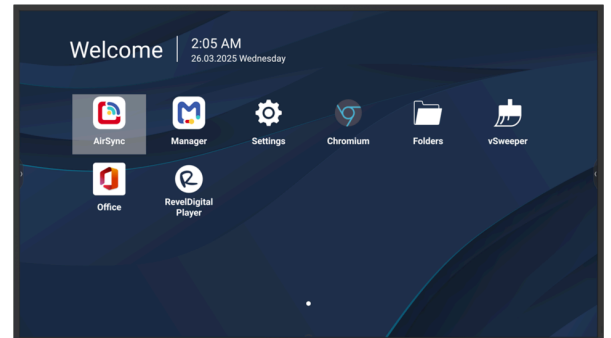 Welcome
2:05 AM
26.03.2025 Wednesday
AirSync
Manager
Settings
Chromium
Folders
vSweeper
Office
RevelDigital
Player